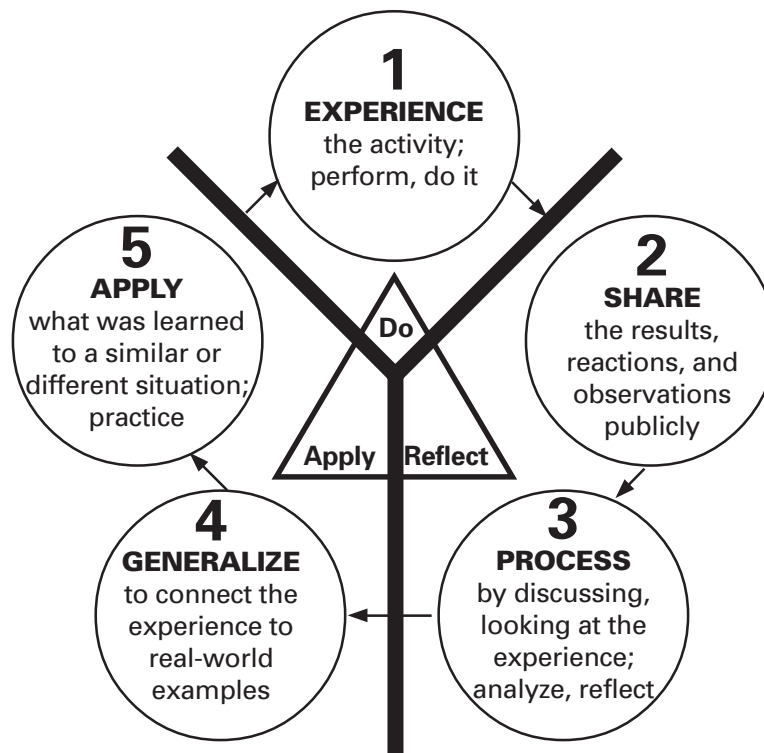 1
EXPERIENCE
the activity;
perform, do it
2
SHARE
the results,
reactions, and
observations
publicly
3
PROCESS
by discussing,
looking at the
experience;
analyze, reflect
4
GENERALIZE
to connect the
experience to
real-world
examples
5
APPLY
what was learned
to a similar or
different situation;
practice
Do
Apply
Reflect